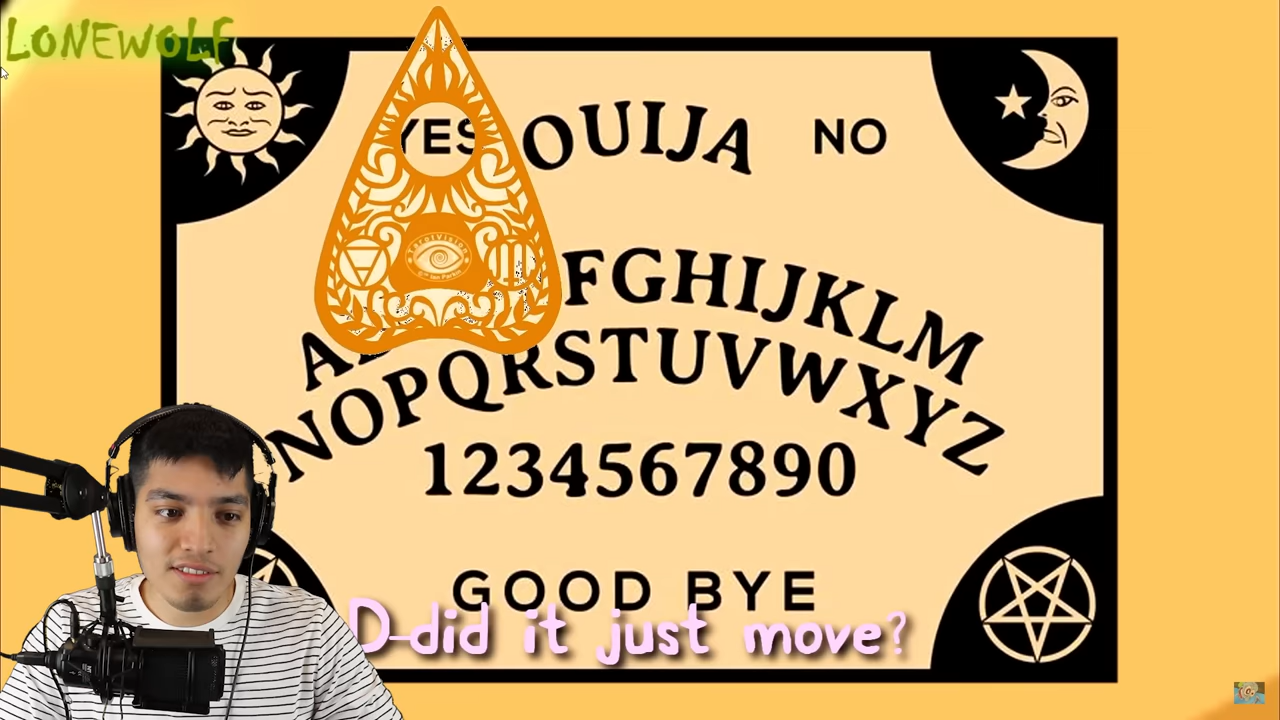 LONEWOLF
YES OUIJA NO
FGHIJKLM
NOPQRSTUVWXYZ
1234567890
GOOD BYE
D-did it just move?